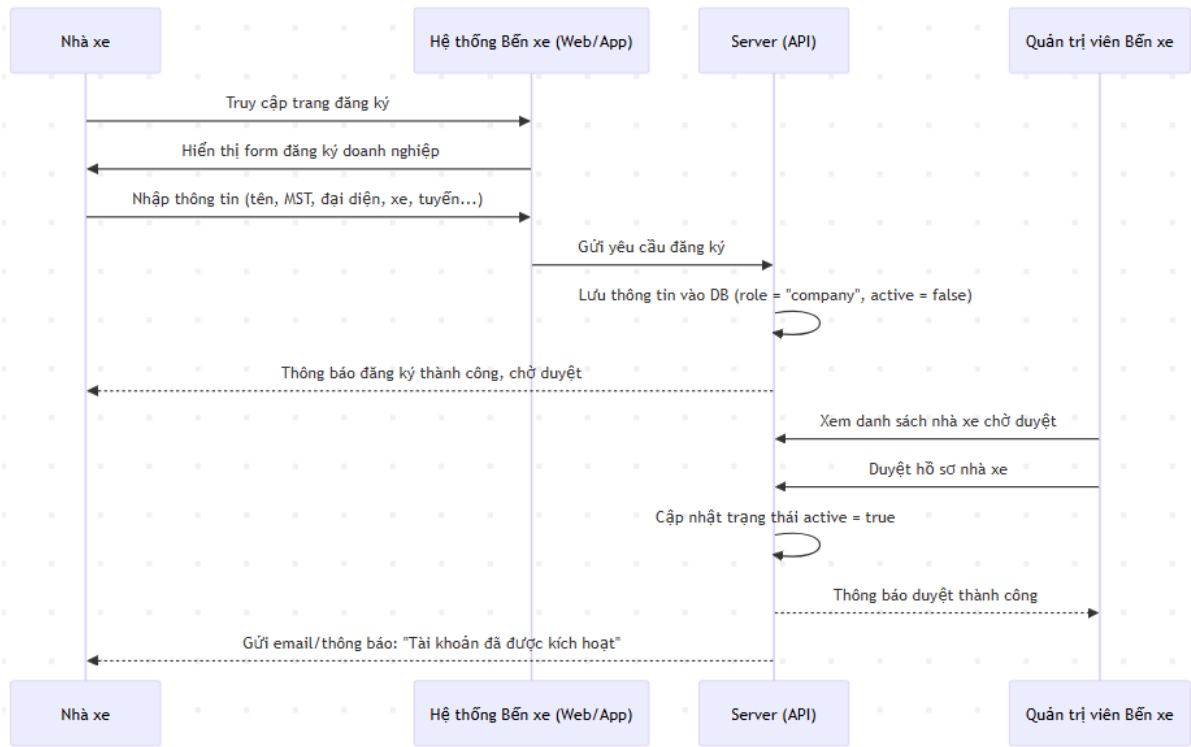 Nhà xe
Hệ thống Bến xe (Web/App)
Server (API)
Quản trị viên Bến xe
Truy cập trang đăng ký
Hiển thị form đăng ký doanh nghiệp
Nhập thông tin (tên, MST, đại diện, xe, tuyến...)
Gửi yêu cầu đăng ký
Lưu thông tin vào DB (role = "company", active = false)
Thông báo đăng ký thành công, chờ duyệt
Xem danh sách nhà xe chờ duyệt
Duyệt hồ sơ nhà xe
Cập nhật trạng thái active = true
Thông báo duyệt thành công
Gửi email/thông báo: "Tài khoản đã được kích hoạt"
Nhà xe
Hệ thống Bến xe (Web/App)
Server (API)
Quản trị viên Bến xe